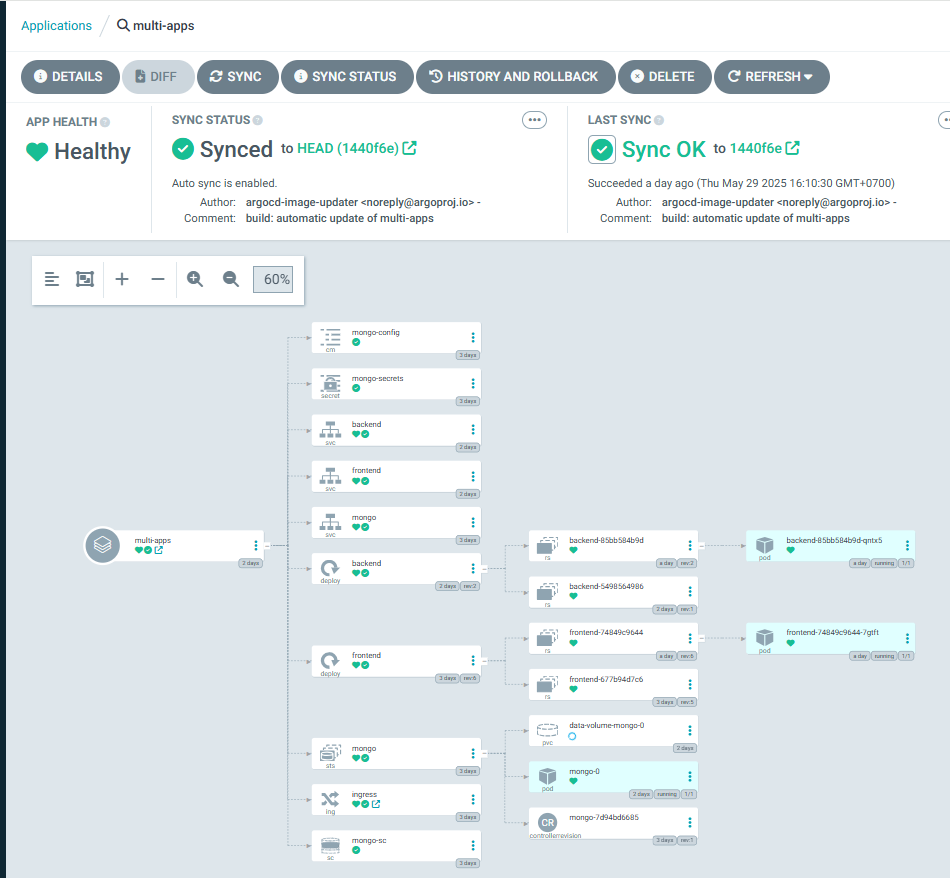 Applications / multi-apps
DETAILS DIFF SYNC SYNC STATUS HISTORY AND ROLLBACK DELETE REFRESH
APP HEALTH
Healthy
SYNC STATUS
Synced to HEAD (1440f6e)
Auto sync is enabled.
Author: argocd-image-updater <noreply@argoproj.io> -
Comment: build: automatic update of multi-apps
LAST SYNC
Sync OK to 1440f6e
Succeeded a day ago (Thu May 29 2025 16:10:30 GMT+0700)
Author: argocd-image-updater <noreply@argoproj.io> -
Comment: build: automatic update of multi-apps
60%
multi-apps
2 days
mongo-config
cm
3 days
mongo-secrets
secret
3 days
backend
svc
2 days
frontend
svc
2 days
mongo
svc
3 days
backend
deploy
2 days rev:2
frontend
deploy
3 days rev:6
mongo
sts
3 days
ingress
ing
3 days
mongo-sc
sc
3 days
backend-85bb584b9d
rs
a day rev:2
backend-5498564986
rs
2 days rev:1
frontend-74849c9644
rs
a day rev:6
frontend-677b94d7c6
rs
3 days rev:5
data-volume-mongo-0
pvc
2 days
mongo-0
pod
2 days running 1/1
mongo-7d94bd6685
CR
controllerrevision
3 days rev:1
backend-85bb584b9d-qntx5
pod
a day running 1/1
frontend-74849c9644-7gtft
pod
a day running 1/1